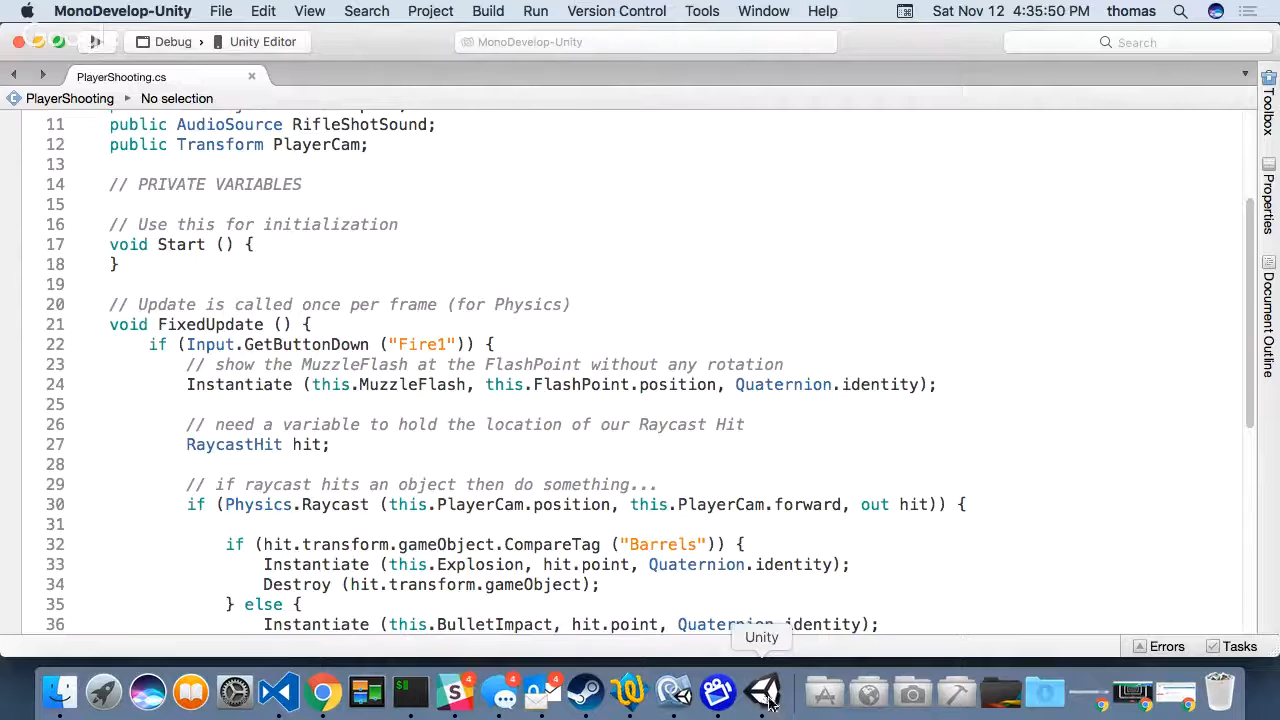 MonoDevelop-Unity File Edit View Search Project Build Run Version Control Tools Window Help Sat Nov 12 4:35:50 PM thomas
Debug › Unity Editor MonoDevelop-Unity Search
PlayerShooting.cs ×
PlayerShooting ▸ No selection
11 public AudioSource RifleShotSound;
12 public Transform PlayerCam;
13
14 // PRIVATE VARIABLES
15
16 // Use this for initialization
17 void Start () {
18 }
19
20 // Update is called once per frame (for Physics)
21 void FixedUpdate () {
22 if (Input.GetButtonDown ("Fire1")) {
23 // show the MuzzleFlash at the FlashPoint without any rotation
24 Instantiate (this.MuzzleFlash, this.FlashPoint.position, Quaternion.identity);
25
26 // need a variable to hold the location of our Raycast Hit
27 RaycastHit hit;
28
29 // if raycast hits an object then do something...
30 if (Physics.Raycast (this.PlayerCam.position, this.PlayerCam.forward, out hit)) {
31
32 if (hit.transform.gameObject.CompareTag ("Barrels")) {
33 Instantiate (this.Explosion, hit.point, Quaternion.identity);
34 Destroy (hit.transform.gameObject);
35 } else {
36 Instantiate (this.BulletImpact, hit.point, Quaternion.identity);
Toolbox
Properties
Document Outline
Unity
Errors Tasks
4 4 4